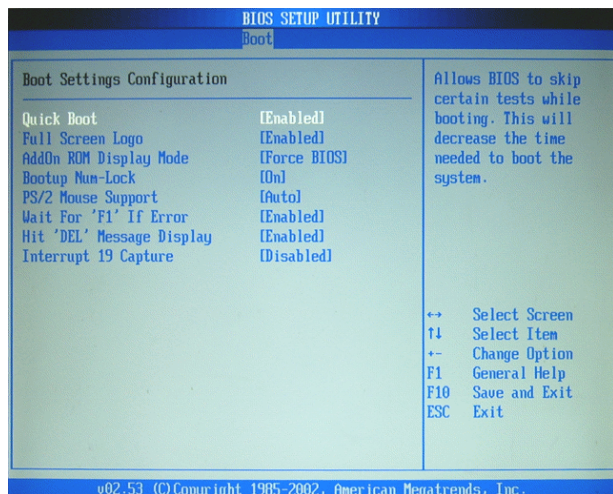 BIOS SETUP UTILITY
Boot
Boot Settings Configuration
Quick Boot [Enabled]
Full Screen Logo [Enabled]
AddOn ROM Display Mode [Force BIOS]
Bootup Num-Lock [On]
PS/2 Mouse Support [Auto]
Wait For 'F1' If Error [Enabled]
Hit 'DEL' Message Display [Enabled]
Interrupt 19 Capture [Disabled]
Allows BIOS to skip
certain tests while
booting. This will
decrease the time
needed to boot the
system.
↔ Select Screen
↑↓ Select Item
+- Change Option
F1 General Help
F10 Save and Exit
ESC Exit
v02.53 (C)Copyright 1985-2002, American Megatrends, Inc.